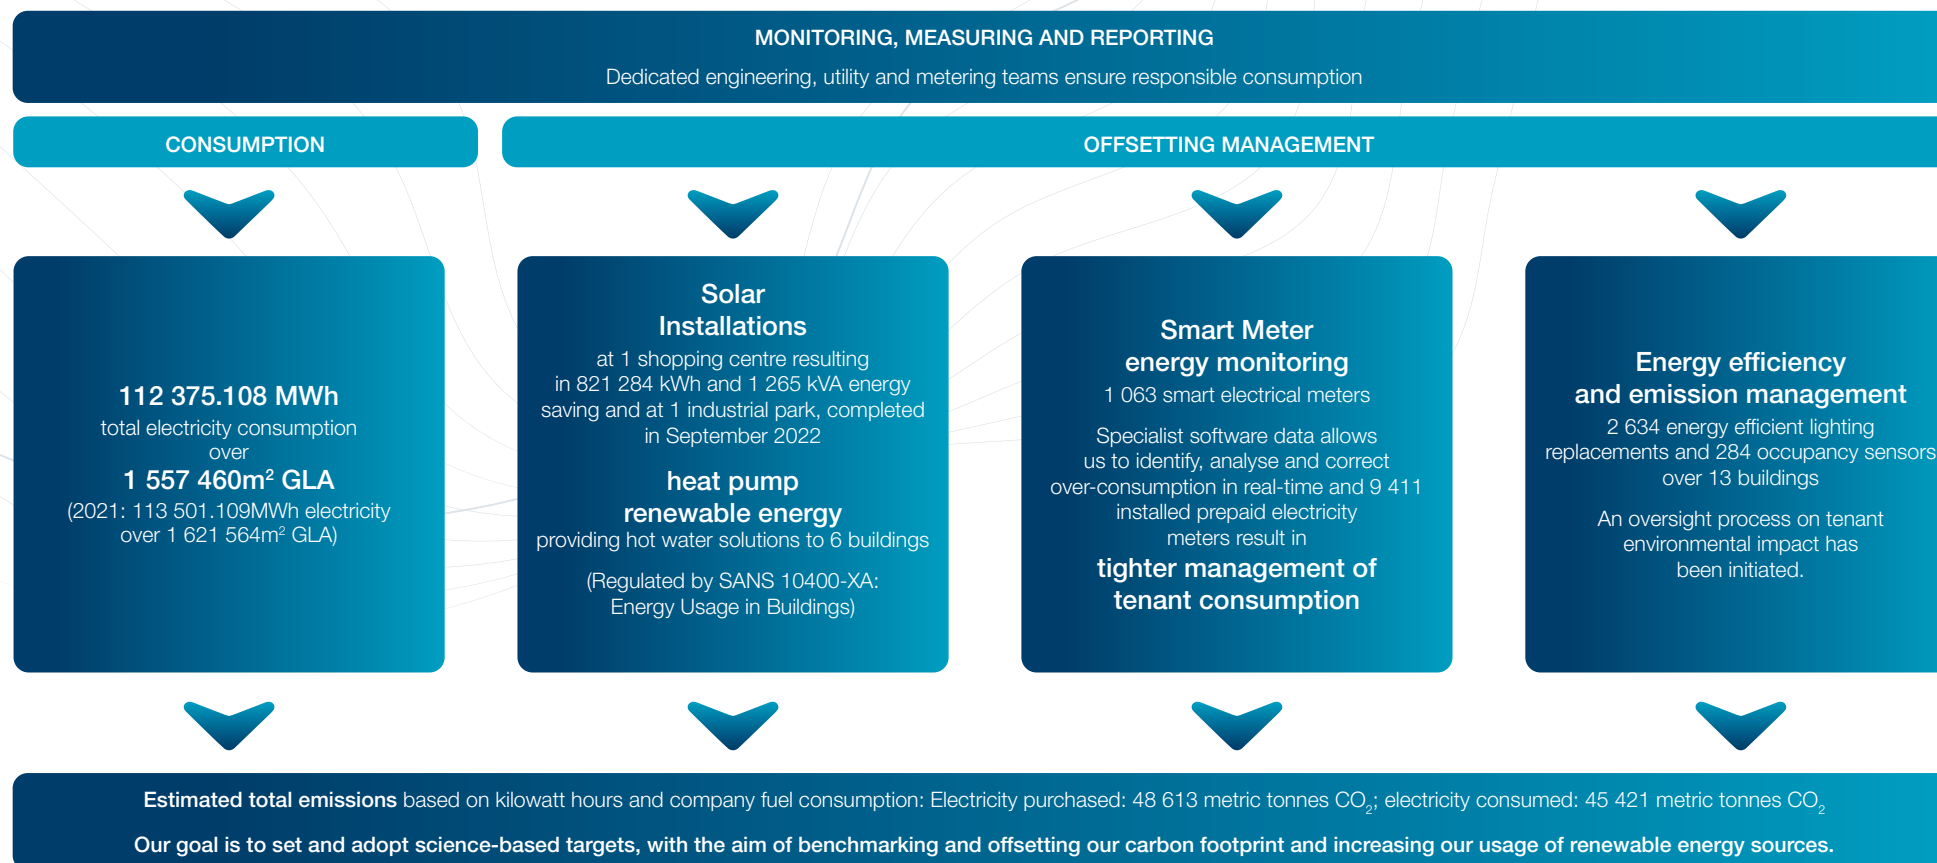 MONITORING, MEASURING AND REPORTING
Dedicated engineering, utility and metering teams ensure responsible consumption
CONSUMPTION
OFFSETTING MANAGEMENT
112 375.108 MWh
total electricity consumption
over
1 557 460m² GLA
(2021: 113 501.109MWh electricity
over 1 621 564m² GLA)
Solar
Installations
at 1 shopping centre resulting
in 821 284 kWh and 1 265 kVA energy
saving and at 1 industrial park, completed
in September 2022
heat pump
renewable energy
providing hot water solutions to 6 buildings
(Regulated by SANS 10400-XA:
Energy Usage in Buildings)
Smart Meter
energy monitoring
1 063 smart electrical meters
Specialist software data allows
us to identify, analyse and correct
over-consumption in real-time and 9 411
installed prepaid electricity
meters result in
tighter management of
tenant consumption
Energy efficiency
and emission management
2 634 energy efficient lighting
replacements and 284 occupancy sensors
over 13 buildings
An oversight process on tenant
environmental impact has
been initiated.
Estimated total emissions based on kilowatt hours and company fuel consumption: Electricity purchased: 48 613 metric tonnes CO₂; electricity consumed: 45 421 metric tonnes CO₂
Our goal is to set and adopt science-based targets, with the aim of benchmarking and offsetting our carbon footprint and increasing our usage of renewable energy sources.